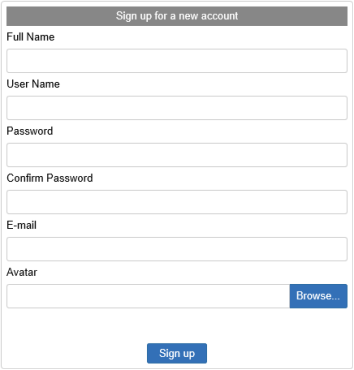 Sign up for a new account
Full Name
User Name
Password
Confirm Password
E-mail
Avatar
Browse...
Sign up